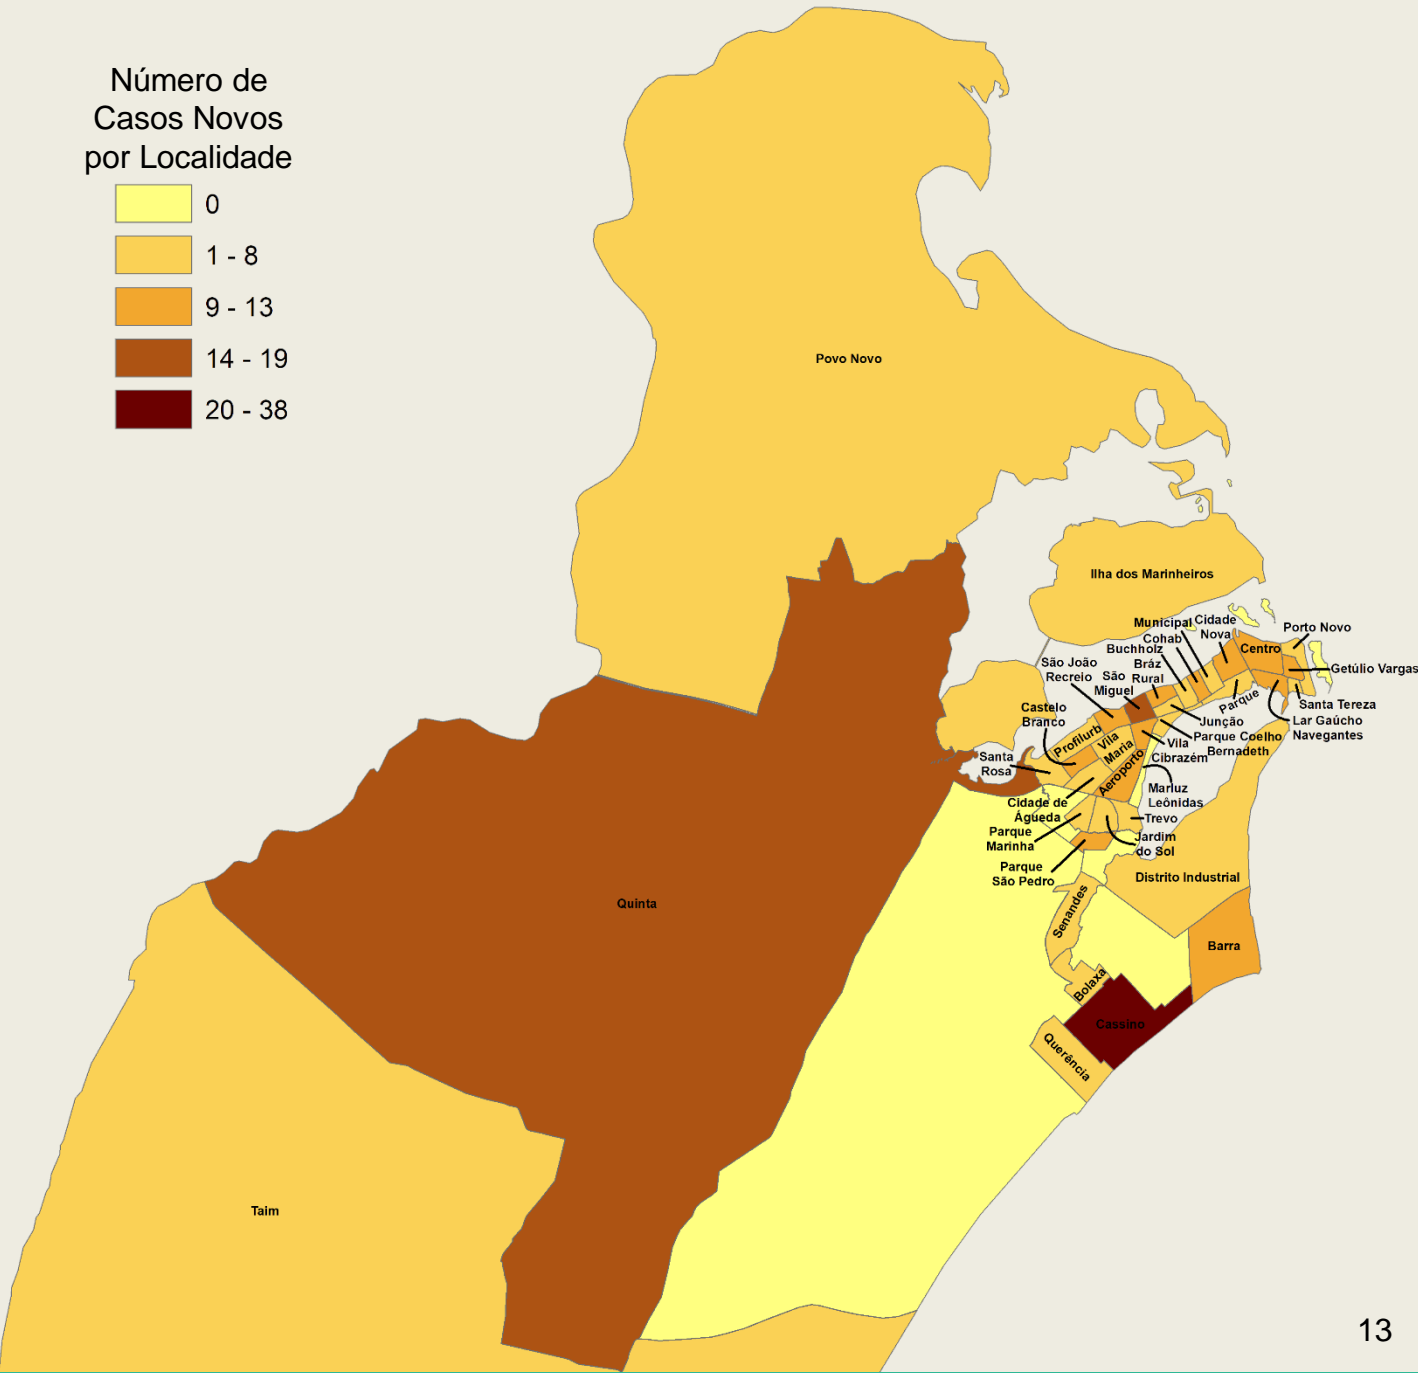 Número de
Casos Novos
por Localidade
0
1 - 8
9 - 13
14 - 19
20 - 38
Povo Novo
Ilha dos Marinheiros
Municipal
Cidade
Nova
Porto Novo
Cohab
Buchholz
Centro
São João
Recreio
Bráz
Rural
Getúlio Vargas
São
Miguel
Parque
Santa Tereza
Castelo
Branco
Junção
Lar Gaúcho
Navegantes
Profilurb
Vila
Maria
Parque Coelho
Bernadeth
Vila
Cibrazém
Santa
Rosa
Aeroporto
Marluz
Leônidas
Cidade de
Águeda
Trevo
Parque
Marinha
Jardim
do Sol
Parque
São Pedro
Distrito Industrial
Quinta
Senandes
Barra
Bolaxa
Cassino
Querência
Taim
13